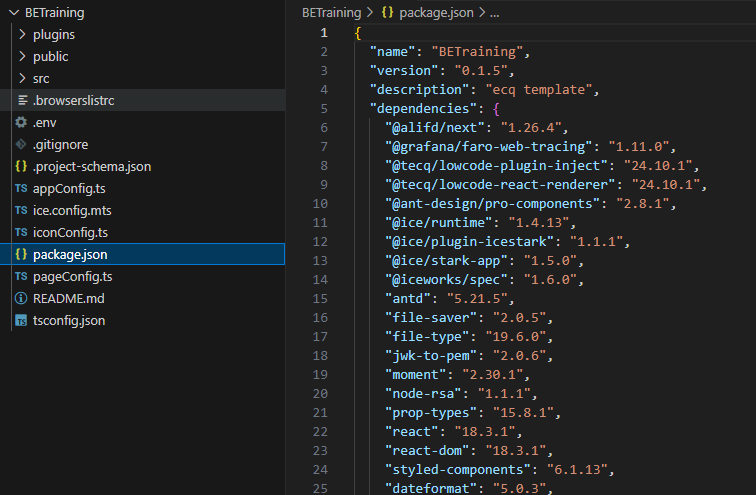 BETraining
plugins
public
src
.browserslistrc
.env
.gitignore
.project-schema.json
TS appConfig.ts
TS ice.config.mts
TS iconConfig.ts
{} package.json
TS pageConfig.ts
README.md
TS tsconfig.json
BETraining > {} package.json > ...
1 {
2 "name": "BETraining",
3 "version": "0.1.5",
4 "description": "ecq template",
5 "dependencies": {
6 "@alifd/next": "1.26.4",
7 "@grafana/faro-web-tracing": "1.11.0",
8 "@tecq/lowcode-plugin-inject": "24.10.1",
9 "@tecq/lowcode-react-renderer": "24.10.1",
10 "@ant-design/pro-components": "2.8.1",
11 "@ice/runtime": "1.4.13",
12 "@ice/plugin-icestark": "1.1.1",
13 "@ice/stark-app": "1.5.0",
14 "@iceworks/spec": "1.6.0",
15 "antd": "5.21.5",
16 "file-saver": "2.0.5",
17 "file-type": "19.6.0",
18 "jwk-to-pem": "2.0.6",
19 "moment": "2.30.1",
20 "node-rsa": "1.1.1",
21 "prop-types": "15.8.1",
22 "react": "18.3.1",
23 "react-dom": "18.3.1",
24 "styled-components": "6.1.13",
25 "dateformat": "5.0.3",